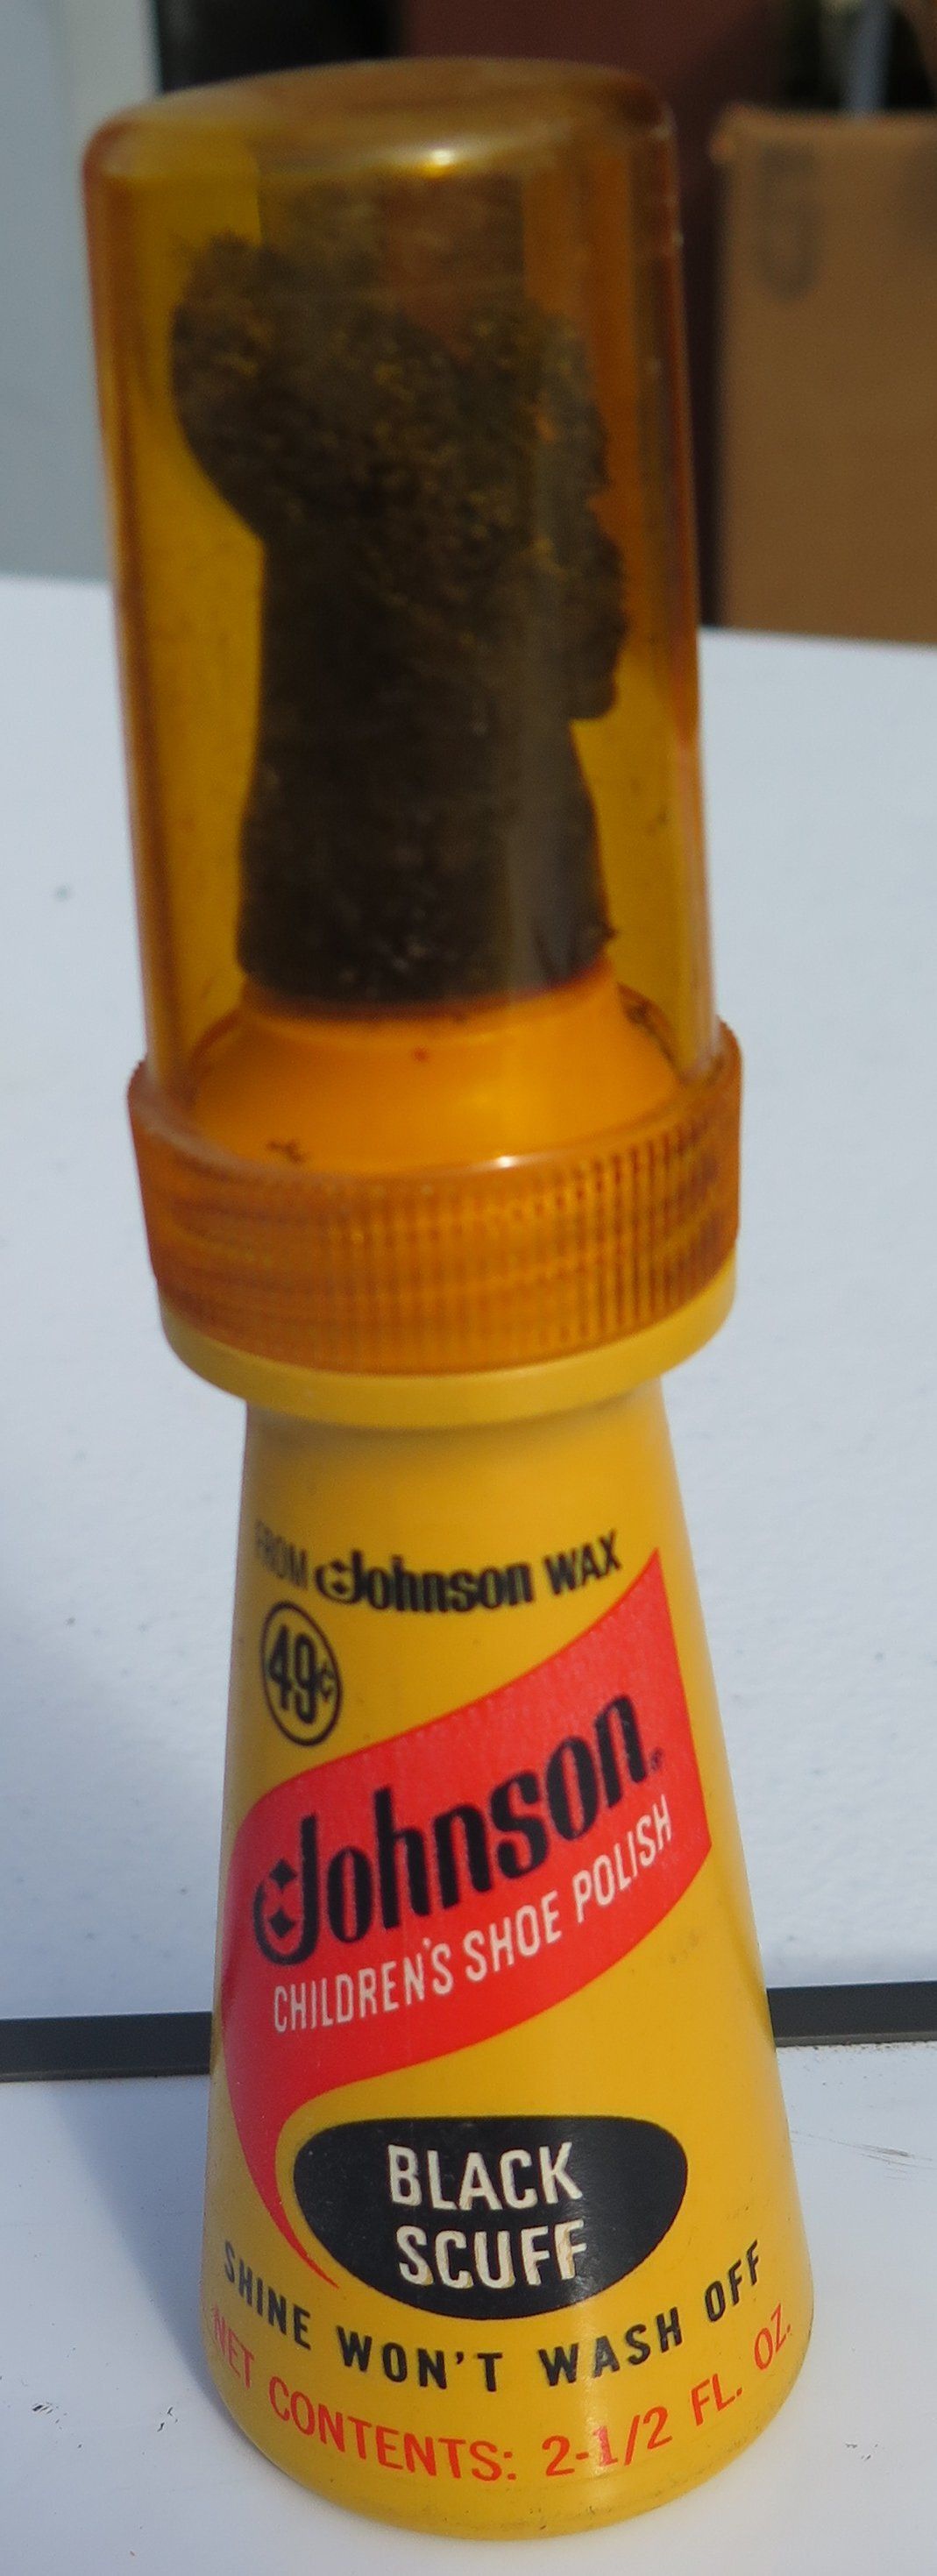 FROM Johnson WAX
49¢
Johnson®
CHILDREN'S SHOE POLISH
BLACK
SCUFF
SHINE WON'T WASH OFF
NET CONTENTS: 2-1/2 FL. OZ.